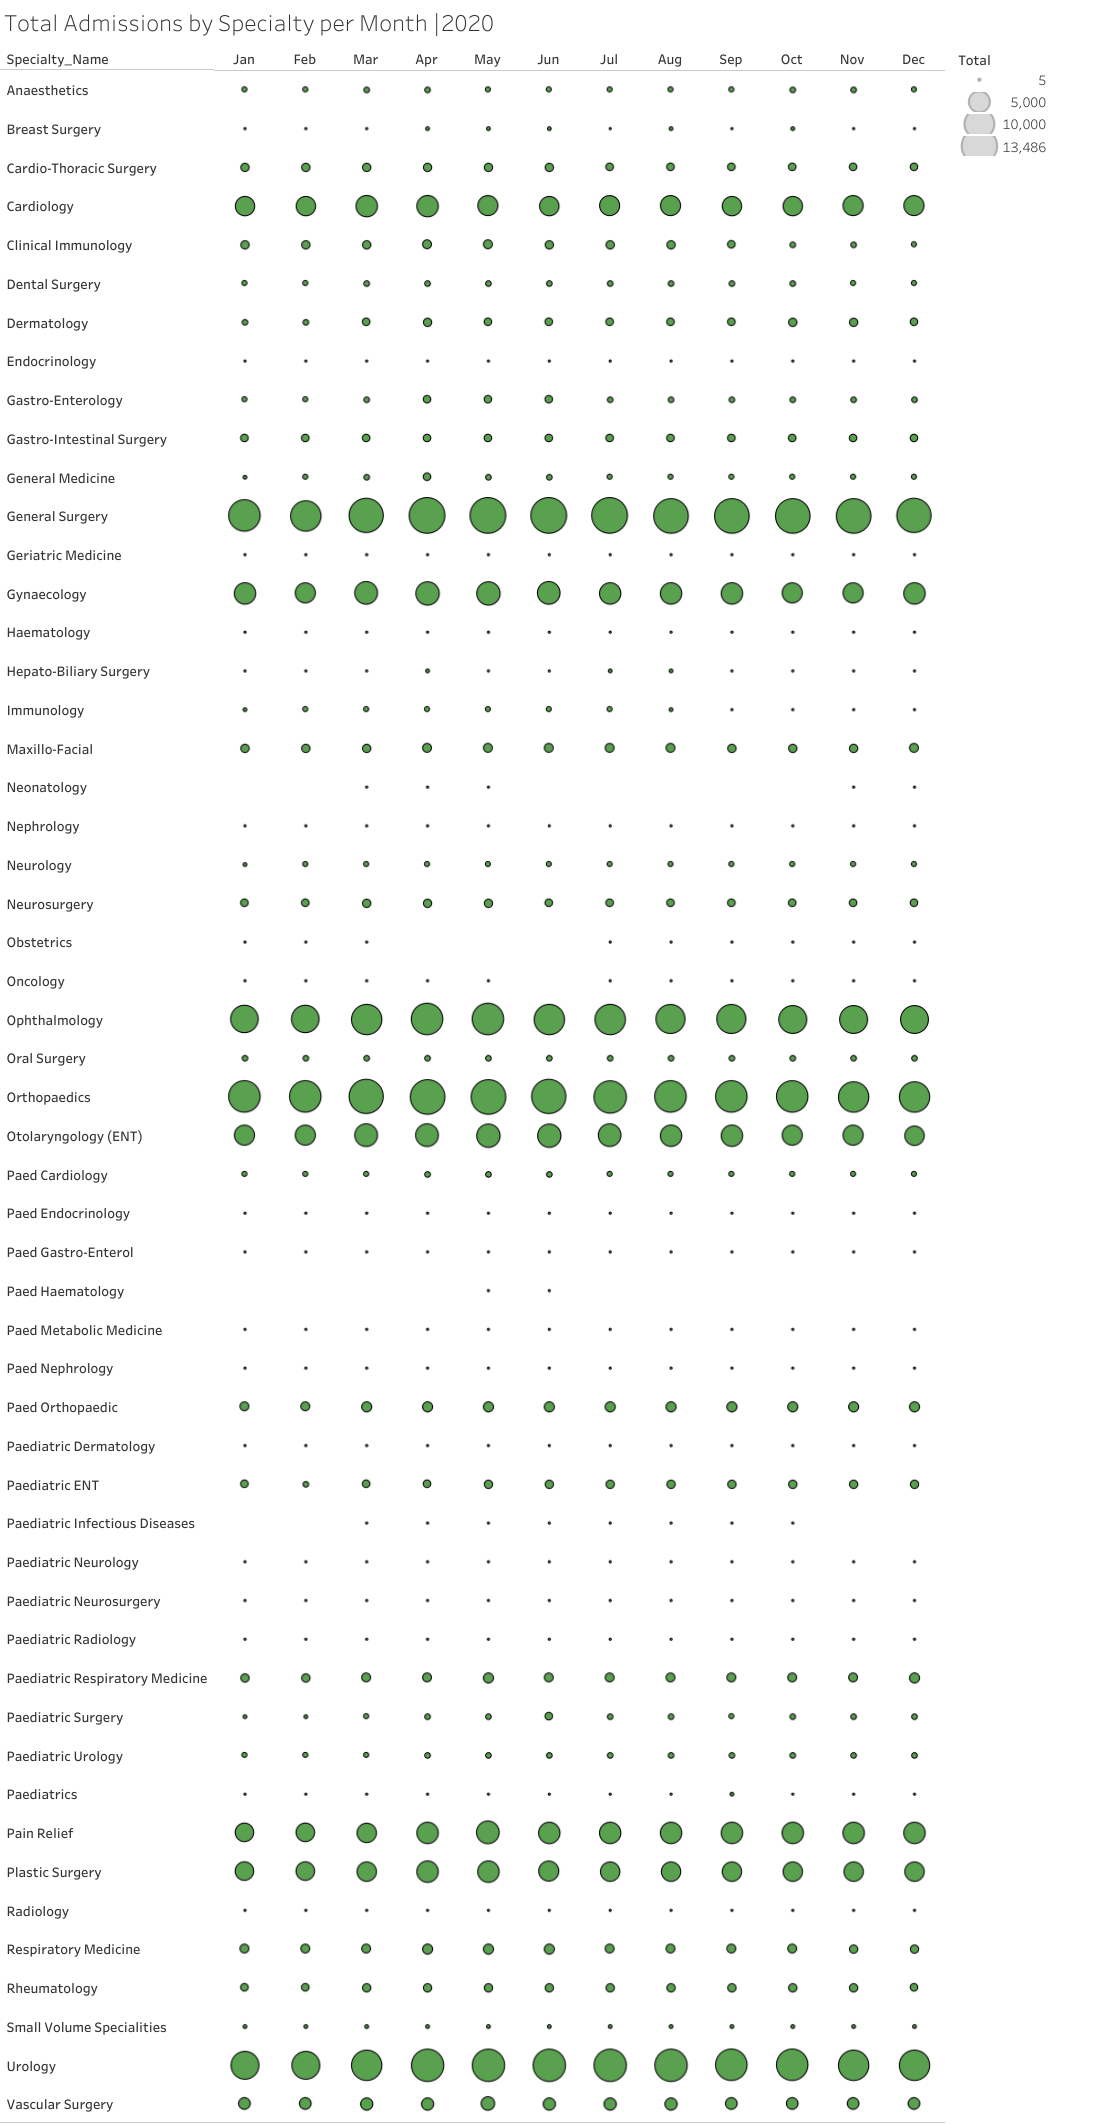 Total Admissions by Specialty per Month |2020
Specialty_Name Jan Feb Mar Apr May Jun Jul Aug Sep Oct Nov Dec
Total
5
5,000
10,000
13,486
Anaesthetics
Breast Surgery
Cardio-Thoracic Surgery
Cardiology
Clinical Immunology
Dental Surgery
Dermatology
Endocrinology
Gastro-Enterology
Gastro-Intestinal Surgery
General Medicine
General Surgery
Geriatric Medicine
Gynaecology
Haematology
Hepato-Biliary Surgery
Immunology
Maxillo-Facial
Neonatology
Nephrology
Neurology
Neurosurgery
Obstetrics
Oncology
Ophthalmology
Oral Surgery
Orthopaedics
Otolaryngology (ENT)
Paed Cardiology
Paed Endocrinology
Paed Gastro-Enterol
Paed Haematology
Paed Metabolic Medicine
Paed Nephrology
Paed Orthopaedic
Paediatric Dermatology
Paediatric ENT
Paediatric Infectious Diseases
Paediatric Neurology
Paediatric Neurosurgery
Paediatric Radiology
Paediatric Respiratory Medicine
Paediatric Surgery
Paediatric Urology
Paediatrics
Pain Relief
Plastic Surgery
Radiology
Respiratory Medicine
Rheumatology
Small Volume Specialities
Urology
Vascular Surgery